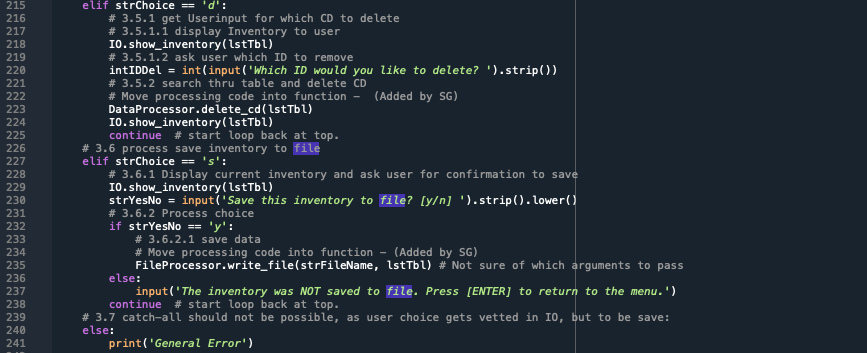 215 elif strChoice == 'd':
216 # 3.5.1 get Userinput for which CD to delete
217 # 3.5.1.1 display Inventory to user
218 IO.show_inventory(lstTbl)
219 # 3.5.1.2 ask user which ID to remove
220 intIDDel = int(input('Which ID would you like to delete? ').strip())
221 # 3.5.2 search thru table and delete CD
222 # Move processing code into function - (Added by SG)
223 DataProcessor.delete_cd(lstTbl)
224 IO.show_inventory(lstTbl)
225 continue # start loop back at top.
226 # 3.6 process save inventory to file
227 elif strChoice == 's':
228 # 3.6.1 Display current inventory and ask user for confirmation to save
229 IO.show_inventory(lstTbl)
230 strYesNo = input('Save this inventory to file? [y/n] ').strip().lower()
231 # 3.6.2 Process choice
232 if strYesNo == 'y':
233 # 3.6.2.1 save data
234 # Move processing code into function - (Added by SG)
235 FileProcessor.write_file(strFileName, lstTbl) # Not sure of which arguments to pass
236 else:
237 input('The inventory was NOT saved to file. Press [ENTER] to return to the menu.')
238 continue # start loop back at top.
239 # 3.7 catch-all should not be possible, as user choice gets vetted in IO, but to be save:
240 else:
241 print('General Error')